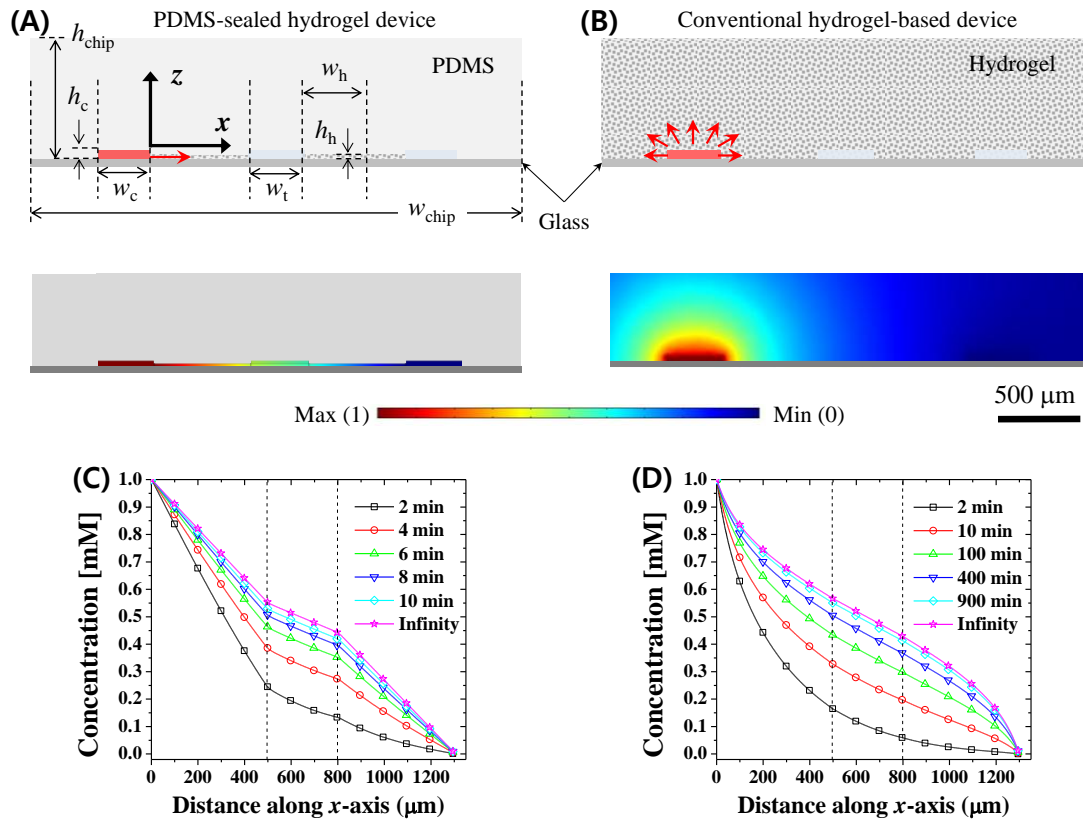 (A)
PDMS-sealed hydrogel device
h_chip
PDMS
h_c
z
x
w_h
h_h
w_c
w_t
w_chip
Glass
(B)
Conventional hydrogel-based device
Hydrogel
Max (1)
Min (0)
500 μm
(C)
Concentration [mM]
1.0
0.9
0.8
0.7
0.6
0.5
0.4
0.3
0.2
0.1
0.0
2 min
4 min
6 min
8 min
10 min
Infinity
0 200 400 600 800 1000 1200
Distance along x-axis (μm)
(D)
Concentration [mM]
1.0
0.9
0.8
0.7
0.6
0.5
0.4
0.3
0.2
0.1
0.0
2 min
10 min
100 min
400 min
900 min
Infinity
0 200 400 600 800 1000 1200
Distance along x-axis (μm)